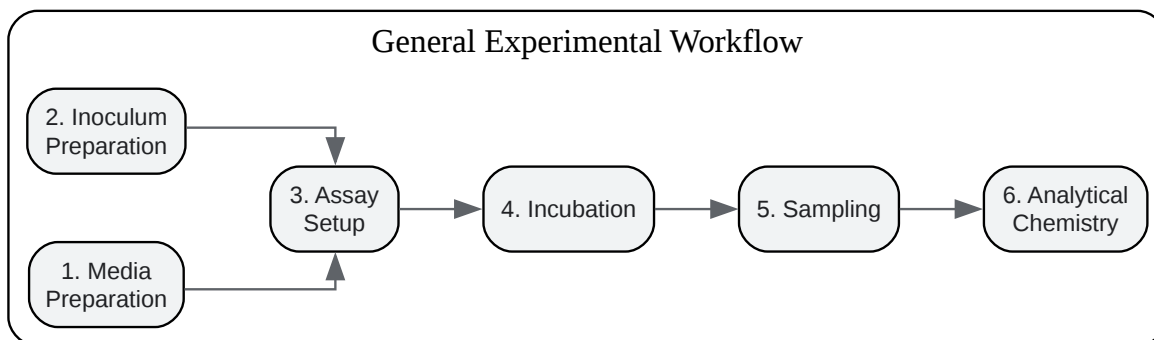 General Experimental Workflow
2. Inoculum
Preparation
3. Assay
Setup
4. Incubation
5. Sampling
6. Analytical
Chemistry
1. Media
Preparation